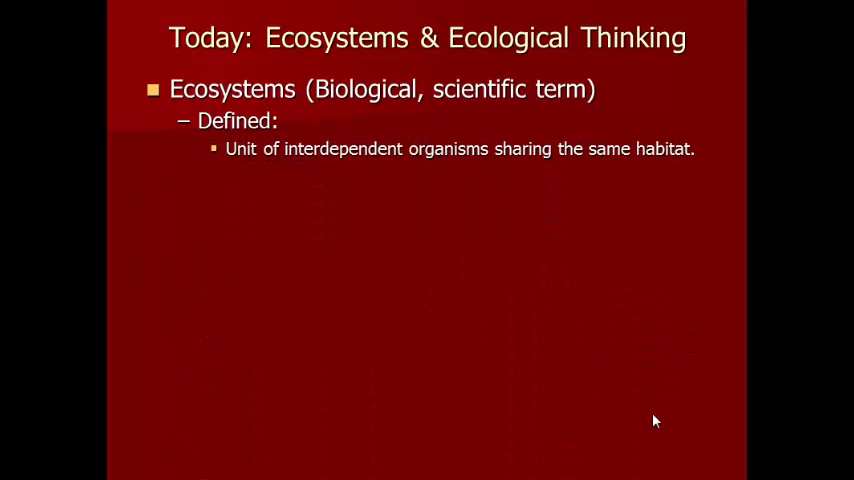 Today: Ecosystems & Ecological Thinking
Ecosystems (Biological, scientific term)
– Defined:
Unit of interdependent organisms sharing the same habitat.